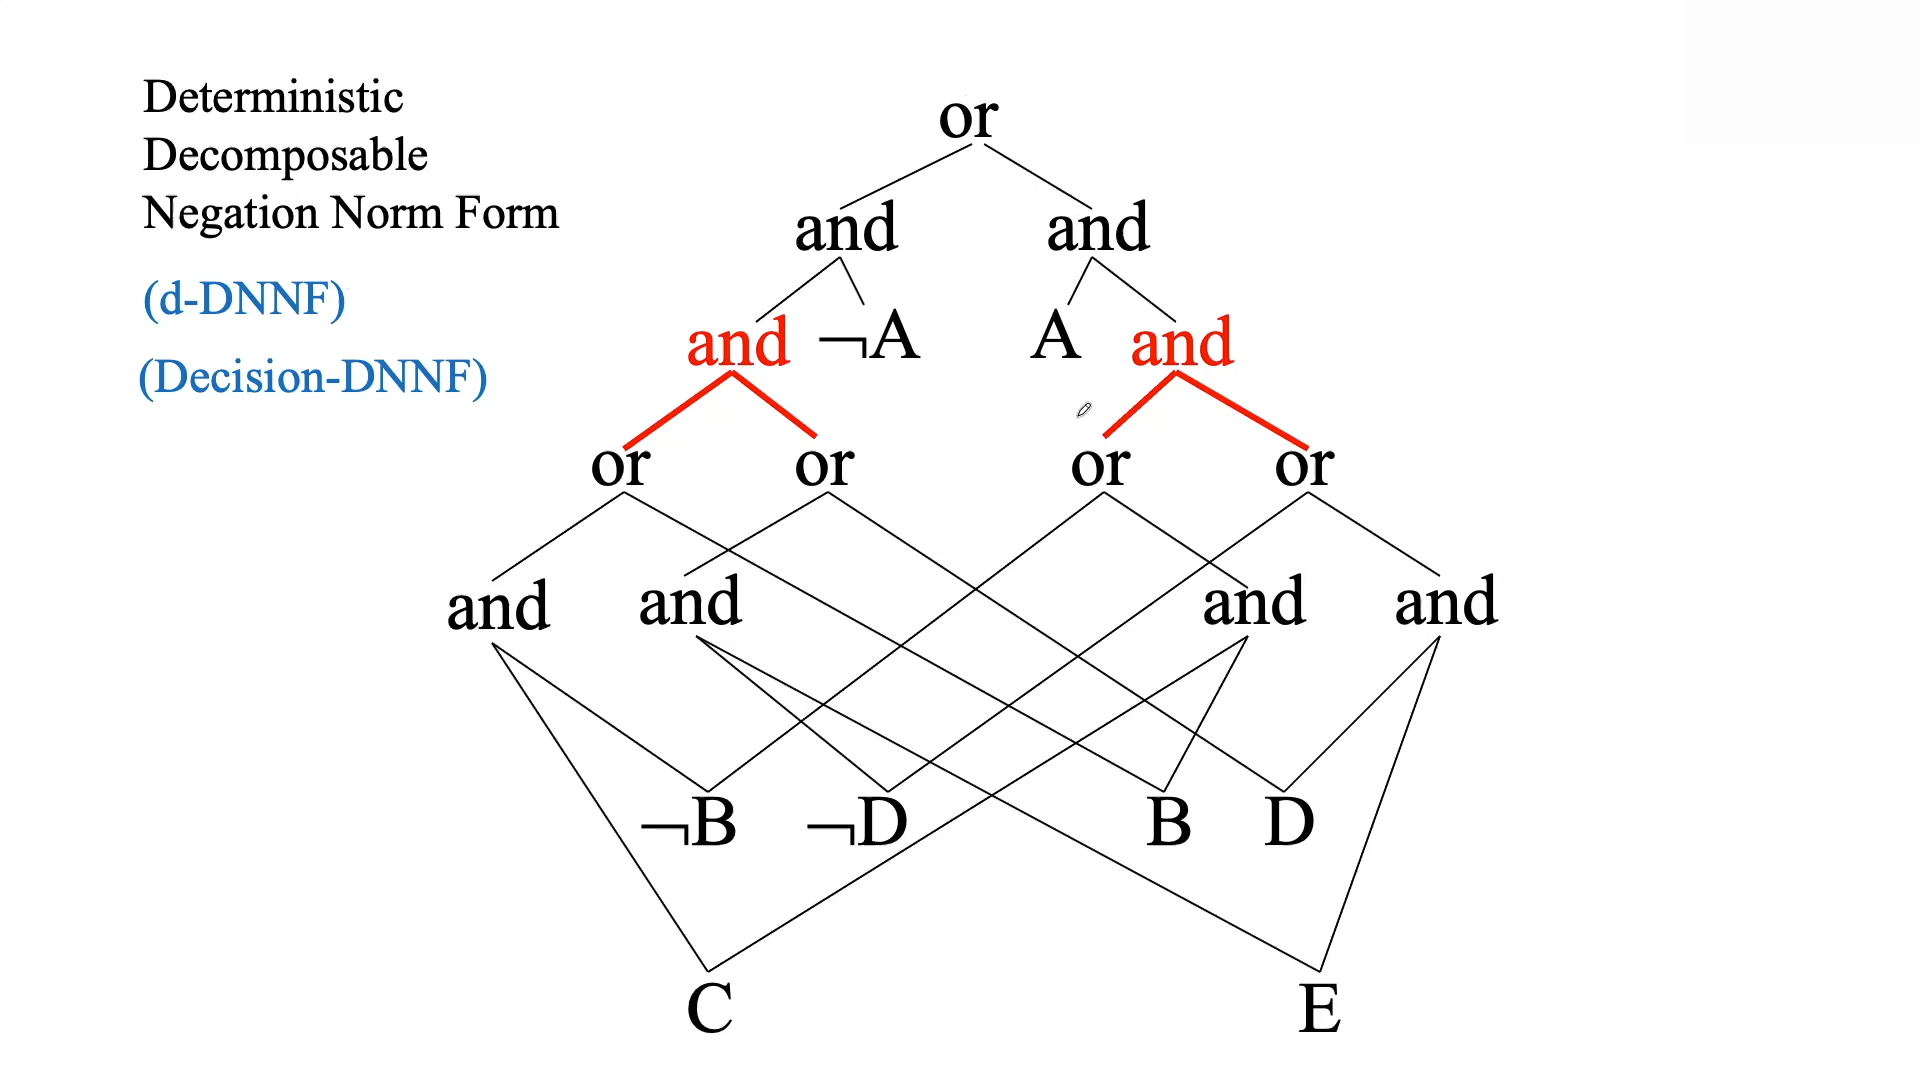 Deterministic
Decomposable
Negation Norm Form
(d-DNNF)
(Decision-DNNF)
or
and and
and ¬A A and
or or or or
and and and and
¬B ¬D B D
C E